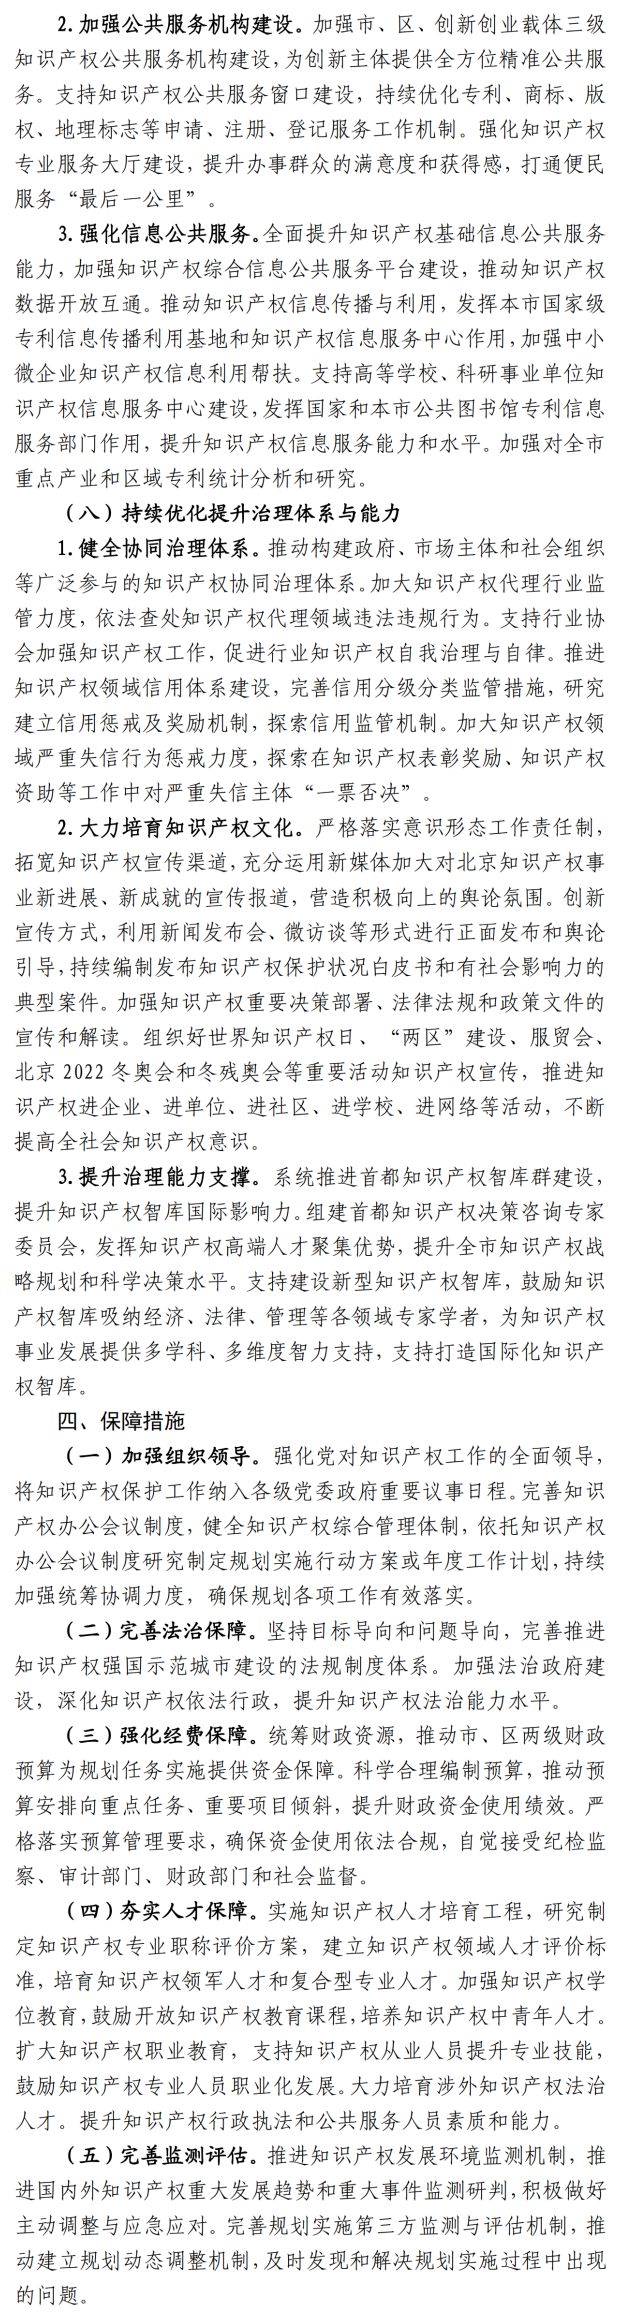 2.加强公共服务机构建设。加强市、区、创新创业载体三级
知识产权公共服务机构建设，为创新主体提供全方位精准公共服
务。支持知识产权公共服务窗口建设，持续优化专利、商标、版
权、地理标志等申请、注册、登记服务工作机制。强化知识产权
专业服务大厅建设，提升办事群众的满意度和获得感，打通便民
服务“最后一公里”。
3.强化信息公共服务。全面提升知识产权基础信息公共服务
能力，加强知识产权综合信息公共服务平台建设，推动知识产权
数据开放互通。推动知识产权信息传播与利用，发挥本市国家级
专利信息传播利用基地和知识产权信息服务中心作用，加强中小
微企业知识产权信息利用帮扶。支持高等学校、科研事业单位知
识产权信息服务中心建设，发挥国家和本市公共图书馆专利信息
服务部门作用，提升知识产权信息服务能力和水平。加强对全市
重点产业和区域专利统计分析和研究。
（八）持续优化提升治理体系与能力
1.健全协同治理体系。推动构建政府、市场主体和社会组织
等广泛参与的知识产权协同治理体系。加大知识产权代理行业监
管力度，依法查处知识产权代理领域违法违规行为。支持行业协
会加强知识产权工作，促进行业知识产权自我治理与自律。推进
知识产权领域信用体系建设，完善信用分级分类监管措施，研究
建立信用惩戒及奖励机制，探索信用监管机制。加大知识产权领
域严重失信行为惩戒力度，探索在知识产权表彰奖励、知识产权
资助等工作中对严重失信主体“一票否决”。
2.大力培育知识产权文化。严格落实意识形态工作责任制，
拓宽知识产权宣传渠道，充分运用新媒体加大对北京知识产权事
业新进展、新成就的宣传报道，营造积极向上的舆论氛围。创新
宣传方式，利用新闻发布会、微访谈等形式进行正面发布和舆论
引导，持续编制发布知识产权保护状况白皮书和有社会影响力的
典型案件。加强知识产权重要决策部署、法律法规和政策文件的
宣传和解读。组织好世界知识产权日、“两区”建设、服贸会、
北京2022冬奥会和冬残奥会等重要活动知识产权宣传，推进知
识产权进企业、进单位、进社区、进学校、进网络等活动，不断
提高全社会知识产权意识。
3.提升治理能力支撑。系统推进首都知识产权智库群建设，
提升知识产权智库国际影响力。组建首都知识产权决策咨询专家
委员会，发挥知识产权高端人才聚集优势，提升全市知识产权战
略规划和科学决策水平。支持建设新型知识产权智库，鼓励知识
产权智库吸纳经济、法律、管理等各领域专家学者，为知识产权
事业发展提供多学科、多维度智力支持，支持打造国际化知识产
权智库。
四、保障措施
（一）加强组织领导。强化党对知识产权工作的全面领导，
将知识产权保护工作纳入各级党委政府重要议事日程。完善知识
产权办公会议制度，健全知识产权综合管理体制，依托知识产权
办公会议制度研究制定规划实施行动方案或年度工作计划，持续
加强统筹协调力度，确保规划各项工作有效落实。
（二）完善法治保障。坚持目标导向和问题导向，完善推进
知识产权强国示范城市建设的法规制度体系。加强法治政府建
设，深化知识产权依法行政，提升知识产权法治能力水平。
（三）强化经费保障。统筹财政资源，推动市、区两级财政
预算为规划任务实施提供资金保障。科学合理编制预算，推动预
算安排向重点任务、重要项目倾斜，提升财政资金使用绩效。严
格落实预算管理要求，确保资金使用依法合规，自觉接受纪检监
察、审计部门、财政部门和社会监督。
（四）夯实人才保障。实施知识产权人才培育工程，研究制
定知识产权专业职称评价方案，建立知识产权领域人才评价标
准，培育知识产权领军人才和复合型专业人才。加强知识产权学
位教育，鼓励开放知识产权教育课程，培养知识产权中青年人才。
扩大知识产权职业教育，支持知识产权从业人员提升专业技能，
鼓励知识产权专业人员职业化发展。大力培育涉外知识产权法治
人才。提升知识产权行政执法和公共服务人员素质和能力。
（五）完善监测评估。推进知识产权发展环境监测机制，推
进国内外知识产权重大发展趋势和重大事件监测研判，积极做好
主动调整与应急应对。完善规划实施第三方监测与评估机制，推
动建立规划动态调整机制，及时发现和解决规划实施过程中出现
的问题。